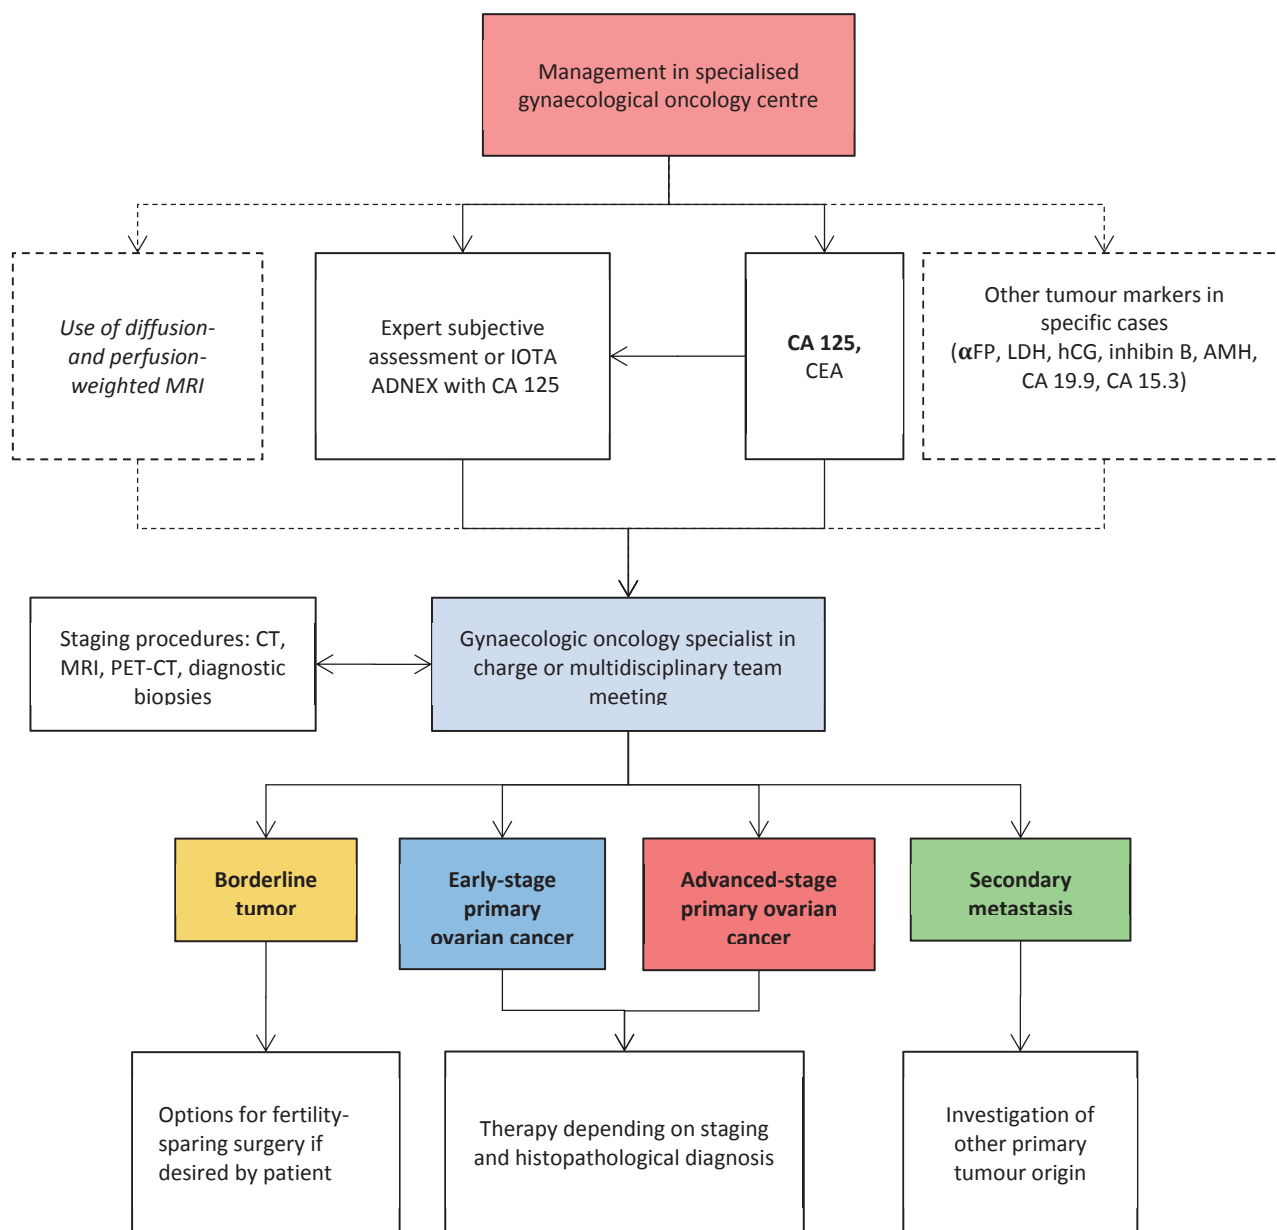 Management in specialised
gynaecological oncology centre
Use of diffusion-
and perfusion-
weighted MRI
Expert subjective
assessment or IOTA
ADNEX with CA 125
CA 125,
CEA
Other tumour markers in
specific cases
(αFP, LDH, hCG, inhibin B, AMH,
CA 19.9, CA 15.3)
Staging procedures: CT,
MRI, PET-CT, diagnostic
biopsies
Gynaecologic oncology specialist in
charge or multidisciplinary team
meeting
Borderline
tumor
Early-stage
primary
ovarian cancer
Advanced-stage
primary ovarian
cancer
Secondary
metastasis
Options for fertility-
sparing surgery if
desired by patient
Therapy depending on staging
and histopathological diagnosis
Investigation of
other primary
tumour origin